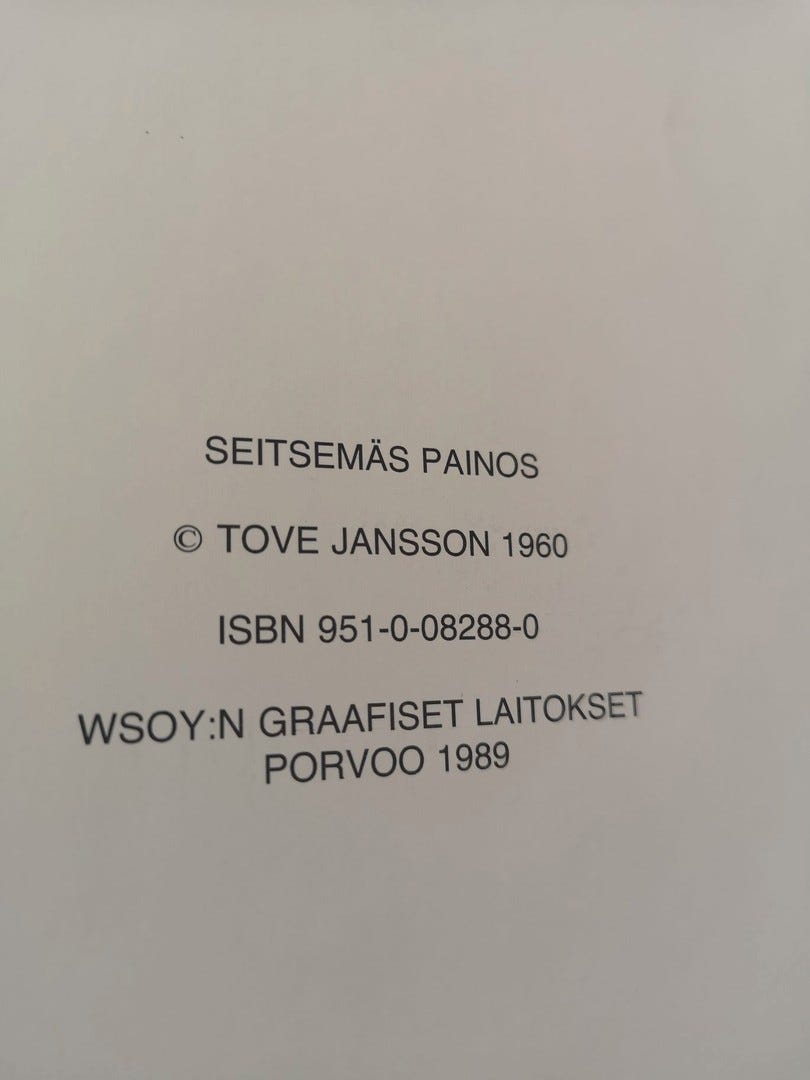 SEITSEMÄS PAINOS
© TOVE JANSSON 1960
ISBN 951-0-08288-0
WSOY:N GRAAFISET LAITOKSET
PORVOO 1989